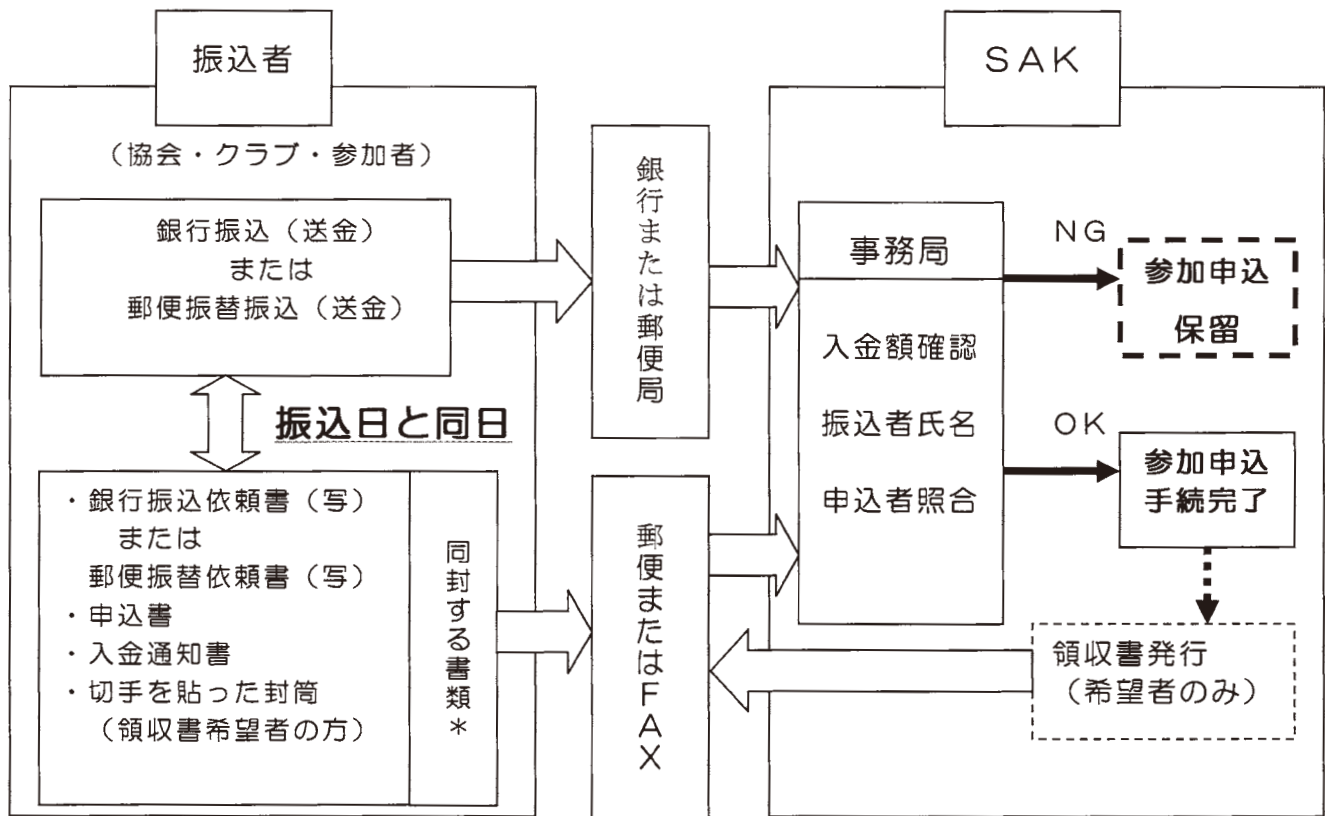 振込者
（協会・クラブ・参加者）
銀行振込（送金）
または
郵便振替振込（送金）
振込日と同日
・銀行振込依頼書（写）
または
郵便振替依頼書（写）
・申込書
・入金通知書
・切手を貼った封筒
（領収書希望者の方）
同封する書類＊
銀行または郵便局
郵便またはＦＡＸ
ＳＡＫ
事務局
入金額確認
振込者氏名
申込者照合
ＮＧ
参加申込
保留
ＯＫ
参加申込
手続完了
領収書発行
（希望者のみ）